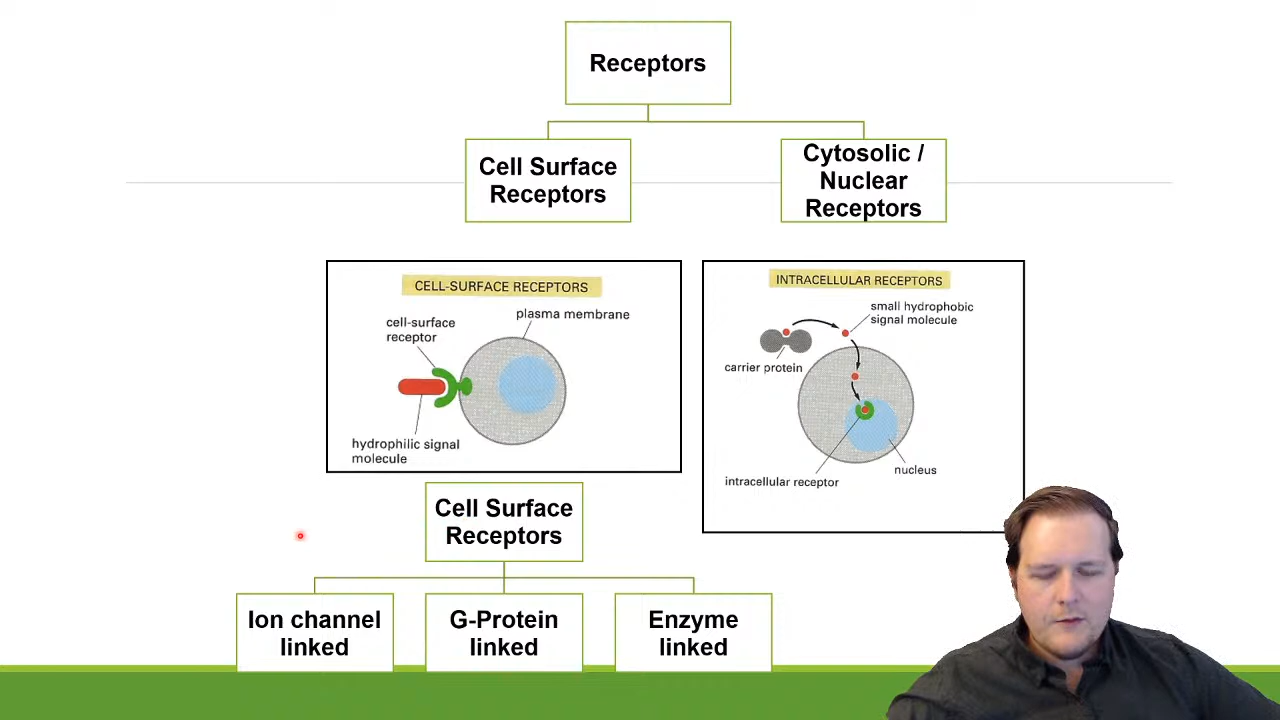 Receptors
Cell Surface
Receptors
Cytosolic /
Nuclear
Receptors
CELL-SURFACE RECEPTORS
plasma membrane
cell-surface
receptor
hydrophilic signal
molecule
INTRACELLULAR RECEPTORS
small hydrophobic
signal molecule
carrier protein
nucleus
intracellular receptor
Cell Surface
Receptors
Ion channel
linked
G-Protein
linked
Enzyme
linked